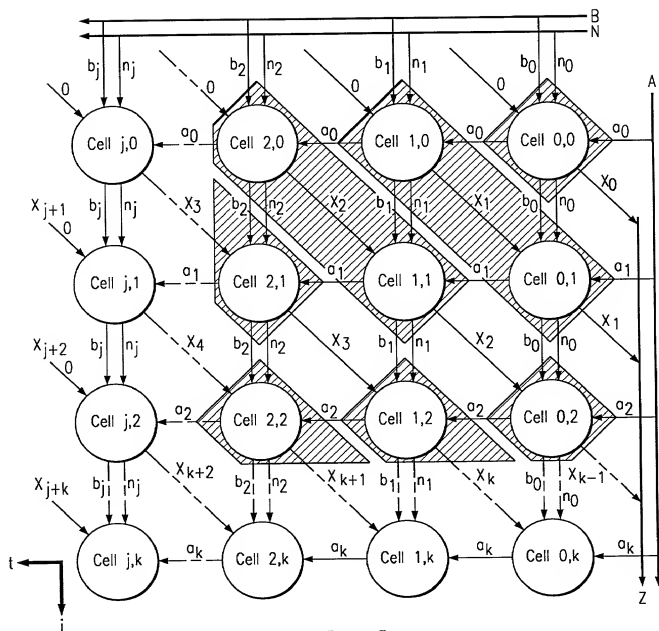 B
N
b_j n_j b_2 n_2 b_1 n_1 b_0 n_0 A
0 0 0 0
Cell j,0 a_0 Cell 2,0 a_0 Cell 1,0 a_0 Cell 0,0 a_0
b_j n_j X_3 b_2 n_2 X_2 b_1 n_1 X_1 b_0 n_0 X_0
X_{j+1} 0
Cell j,1 a_1 Cell 2,1 a_1 Cell 1,1 a_1 Cell 0,1 a_1
b_j n_j X_4 b_2 n_2 X_3 b_1 n_1 X_2 b_0 n_0 X_1
X_{j+2} 0
Cell j,2 a_2 Cell 2,2 a_2 Cell 1,2 a_2 Cell 0,2 a_2
b_j n_j X_{k+2} b_2 n_2 X_{k+1} b_1 n_1 X_k b_0 n_0 X_{k-1}
X_{j+k}
Cell j,k a_k Cell 2,k a_k Cell 1,k a_k Cell 0,k a_k
t
Z